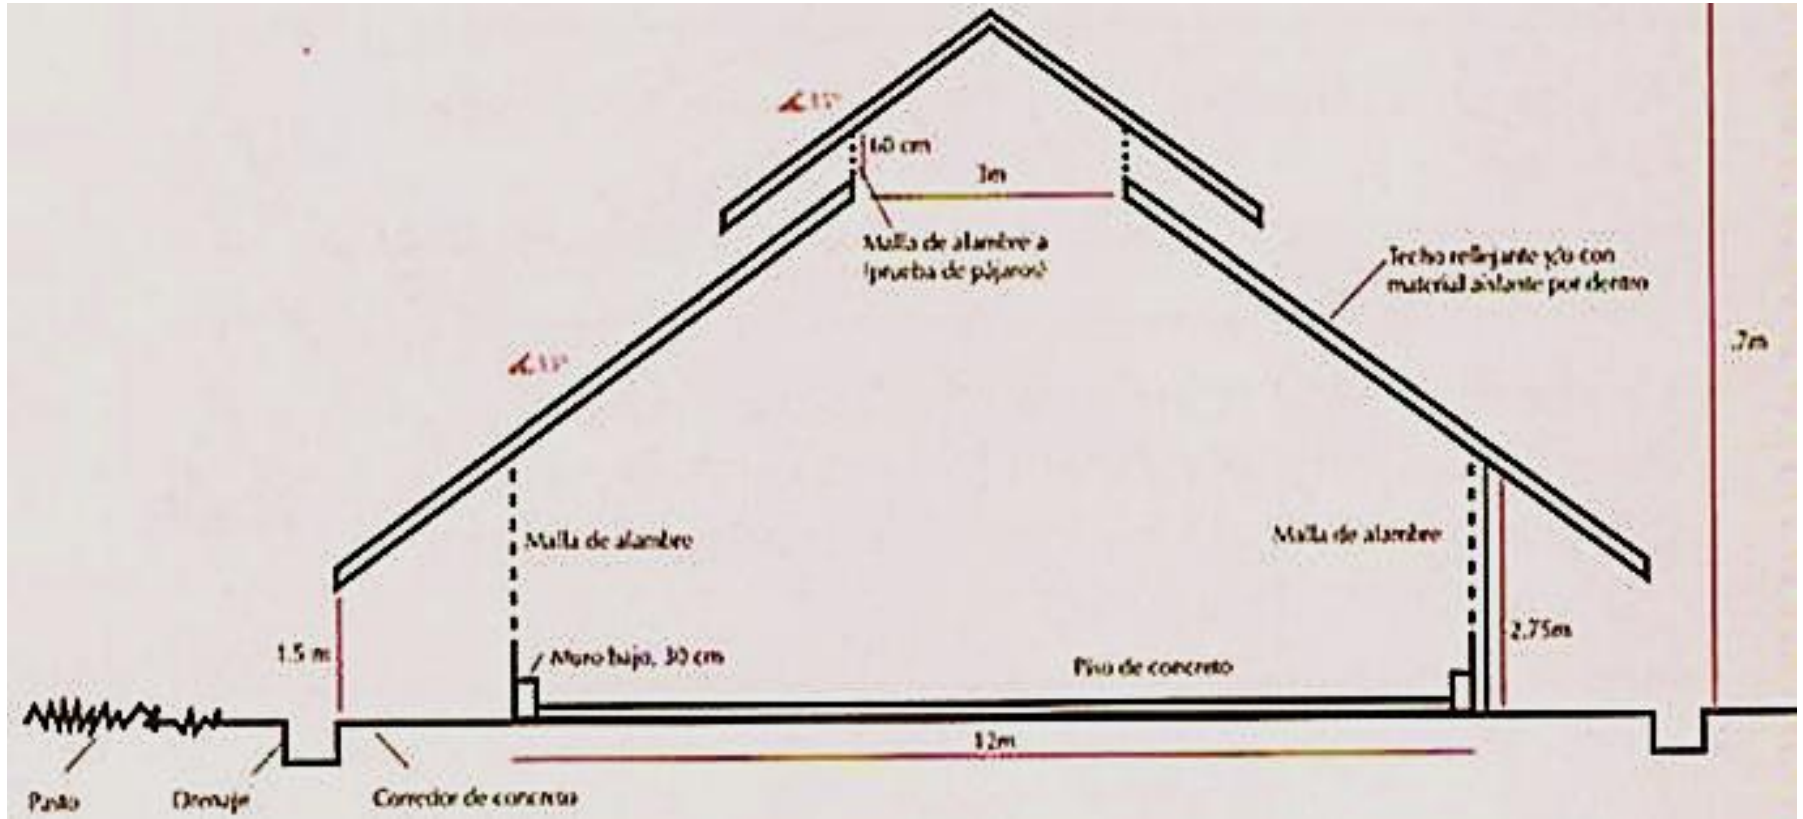 60 cm
3m
Malla de alambre a
(prueba de pájaros)
Techo reflejante y/o con
material aislante por dentro
7m
Malla de alambre
Malla de alambre
1.5 m
2.75m
Muro bajo, 30 cm
Piso de concreto
12m
Pasto
Drenaje
Corredor de concreto